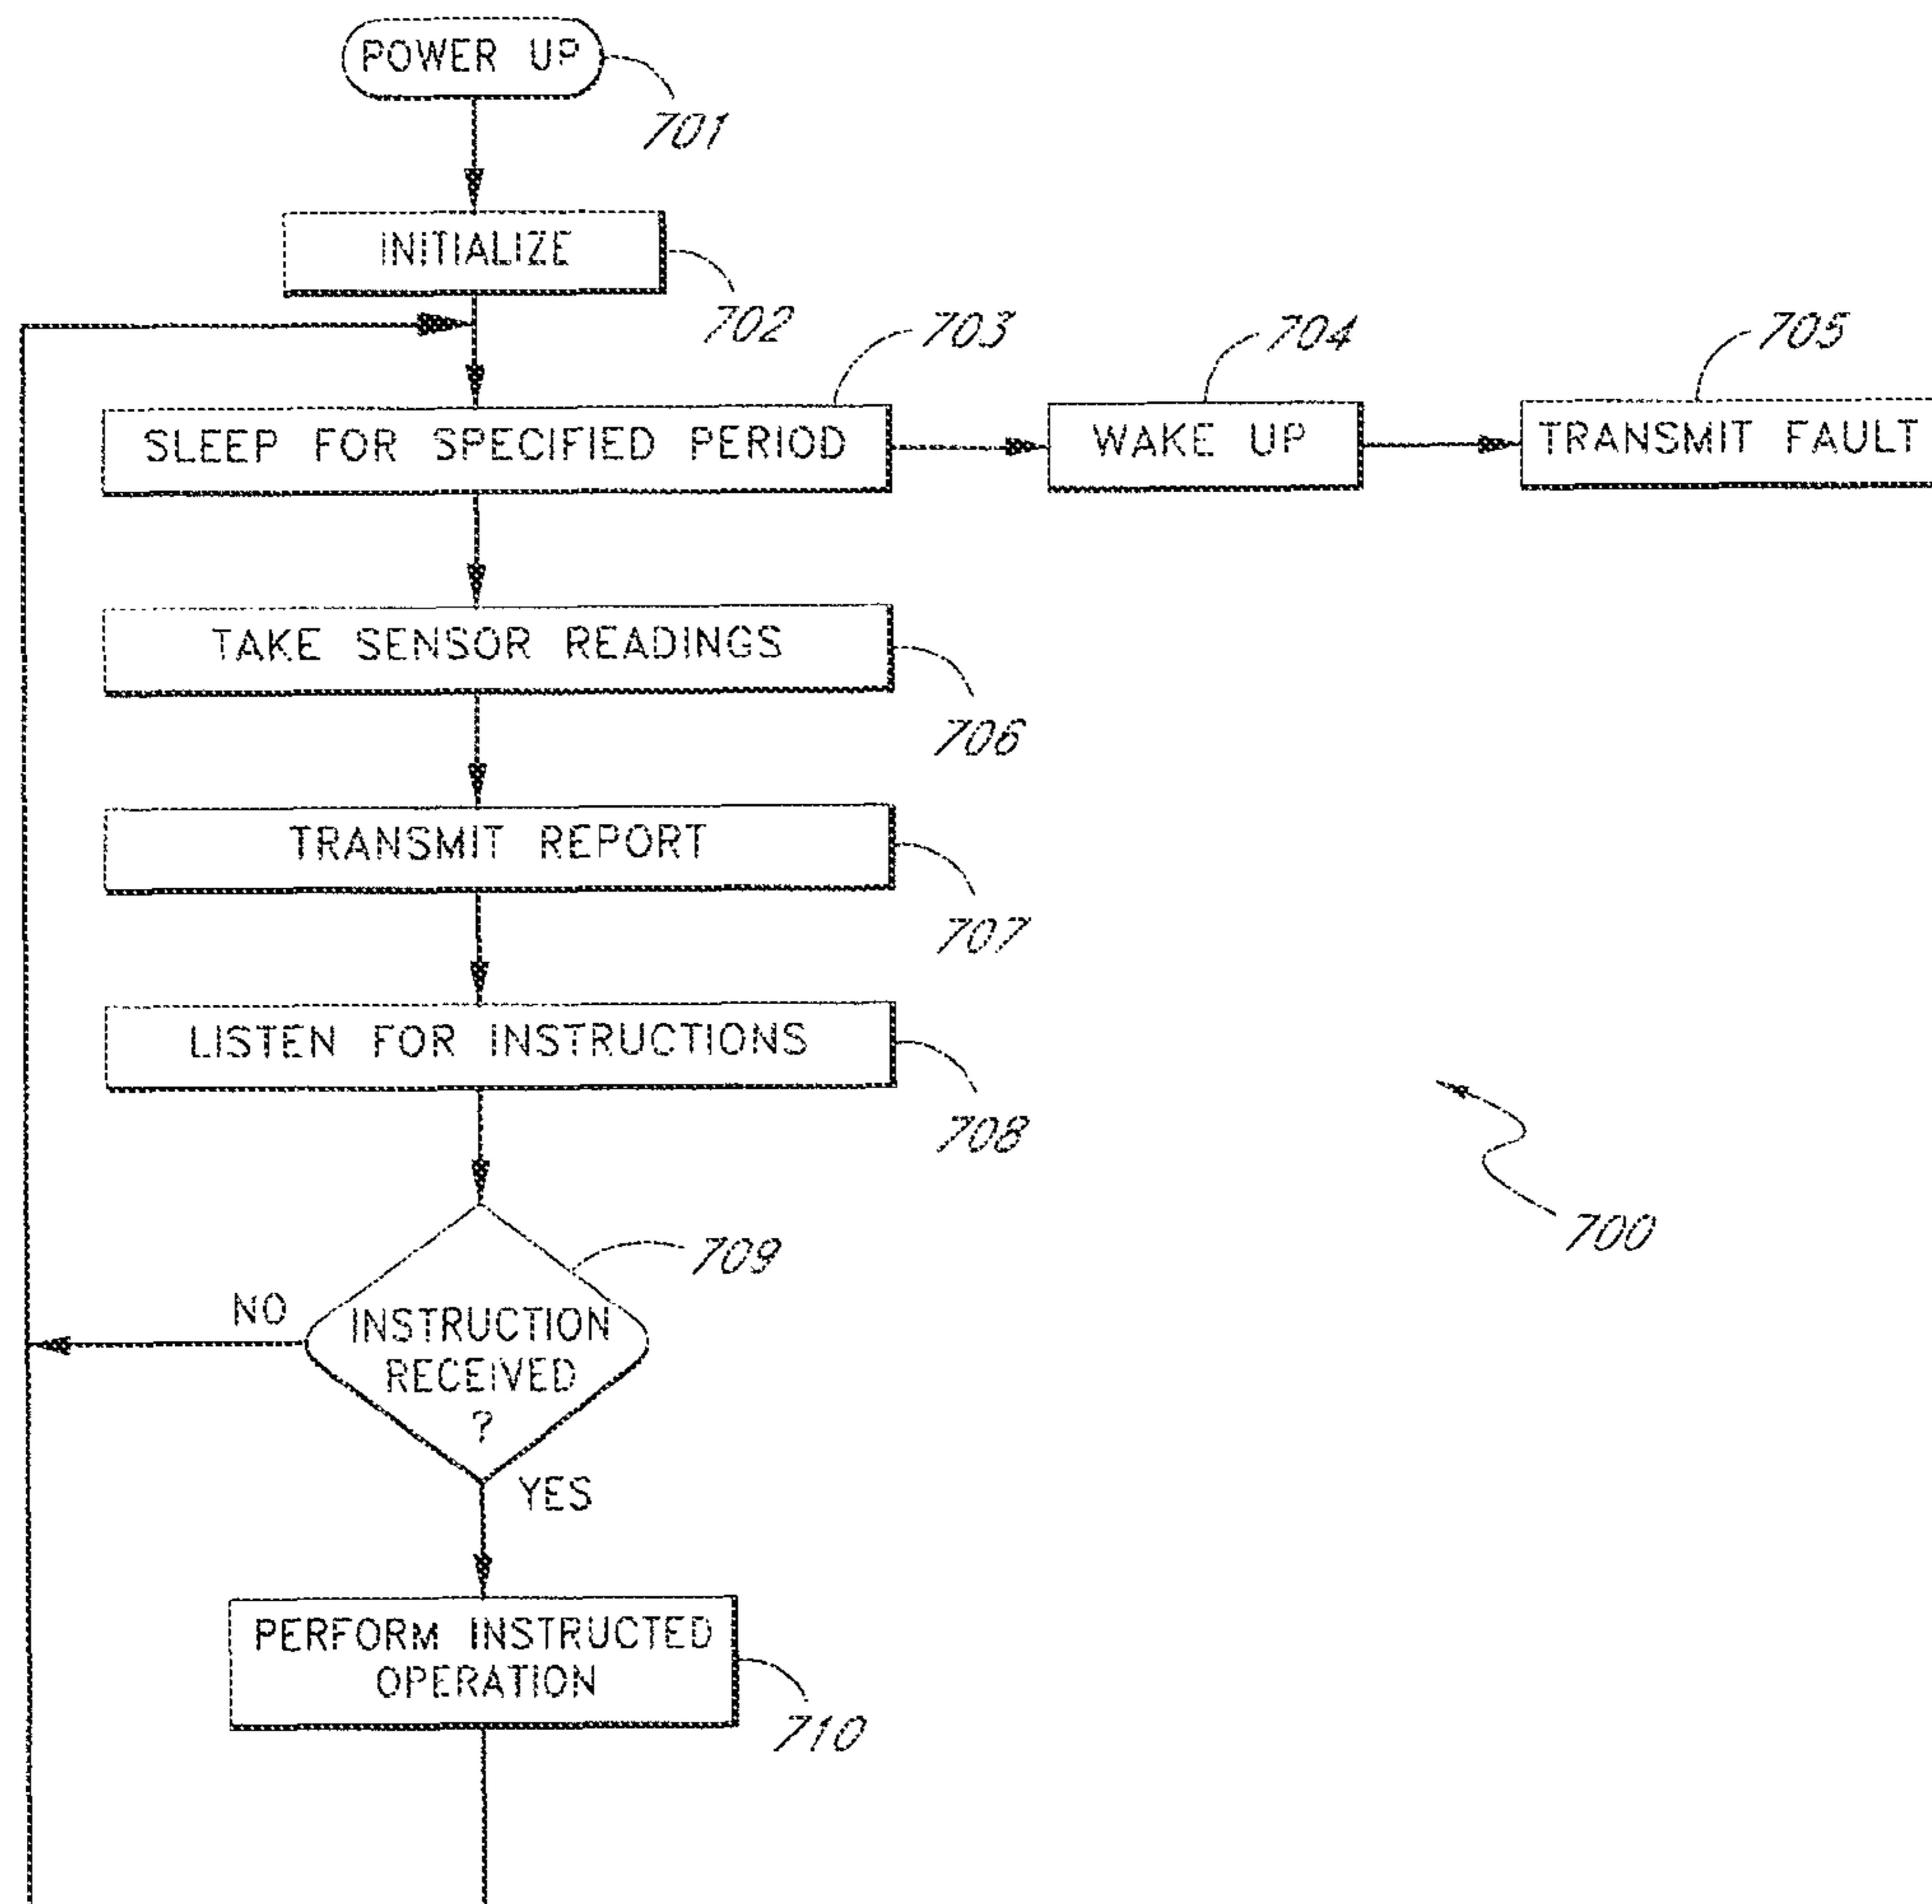 POWER UP
701
INITIALIZE
702
703
704
705
SLEEP FOR SPECIFIED PERIOD
WAKE UP
TRANSMIT FAULT
TAKE SENSOR READINGS
706
TRANSMIT REPORT
707
LISTEN FOR INSTRUCTIONS
708
700
709
NO
INSTRUCTION
RECEIVED
?
YES
PERFORM INSTRUCTED
OPERATION
710